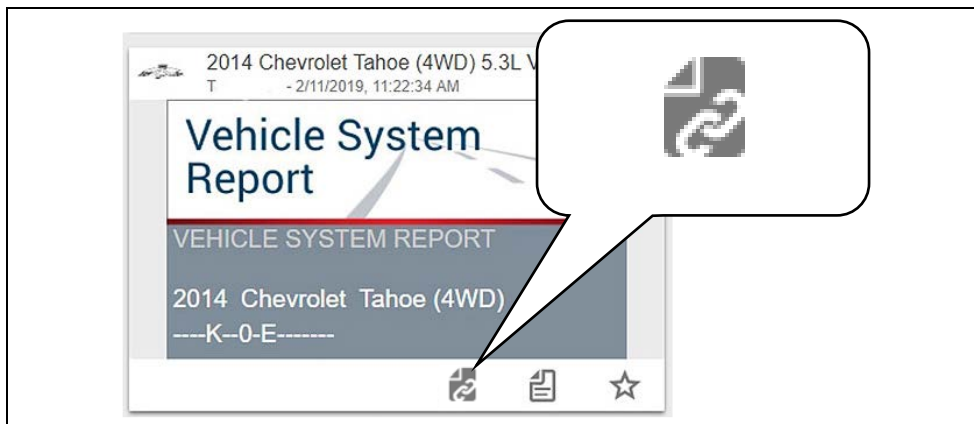 2014 Chevrolet Tahoe (4WD) 5.3L V
T - 2/11/2019, 11:22:34 AM
Vehicle System
Report
VEHICLE SYSTEM REPORT
2014 Chevrolet Tahoe (4WD)
----K--0-E-------